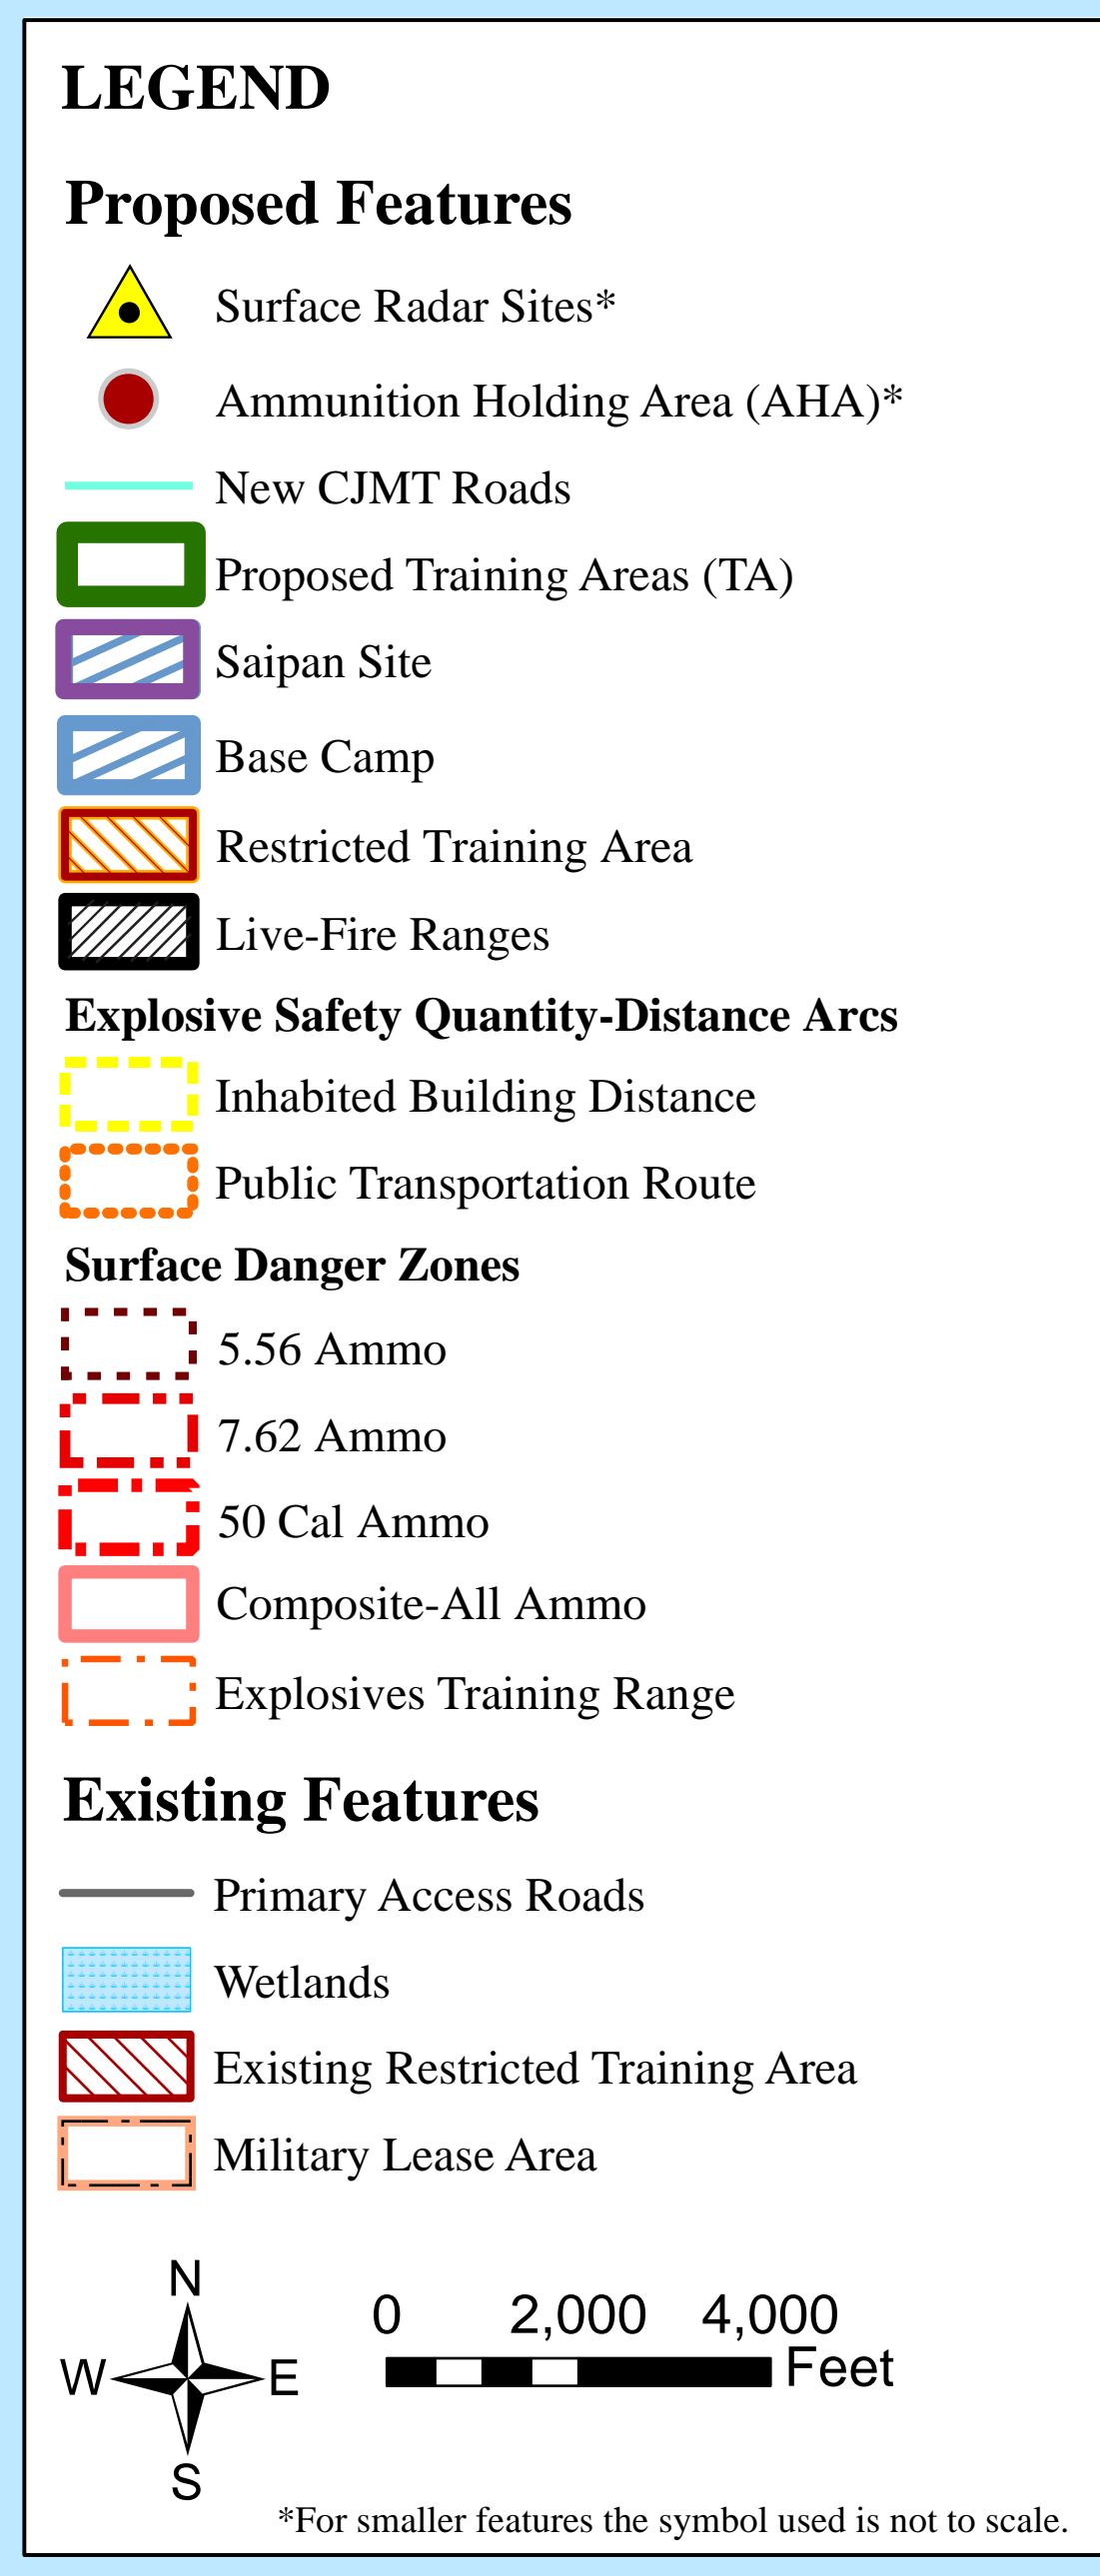 LEGEND
Proposed Features
Surface Radar Sites*
Ammunition Holding Area (AHA)*
New CJMT Roads
Proposed Training Areas (TA)
Saipan Site
Base Camp
Restricted Training Area
Live-Fire Ranges
Explosive Safety Quantity-Distance Arcs
Inhabited Building Distance
Public Transportation Route
Surface Danger Zones
5.56 Ammo
7.62 Ammo
50 Cal Ammo
Composite-All Ammo
Explosives Training Range
Existing Features
Primary Access Roads
Wetlands
Existing Restricted Training Area
Military Lease Area
N
W E
S
0 2,000 4,000
Feet
*For smaller features the symbol used is not to scale.